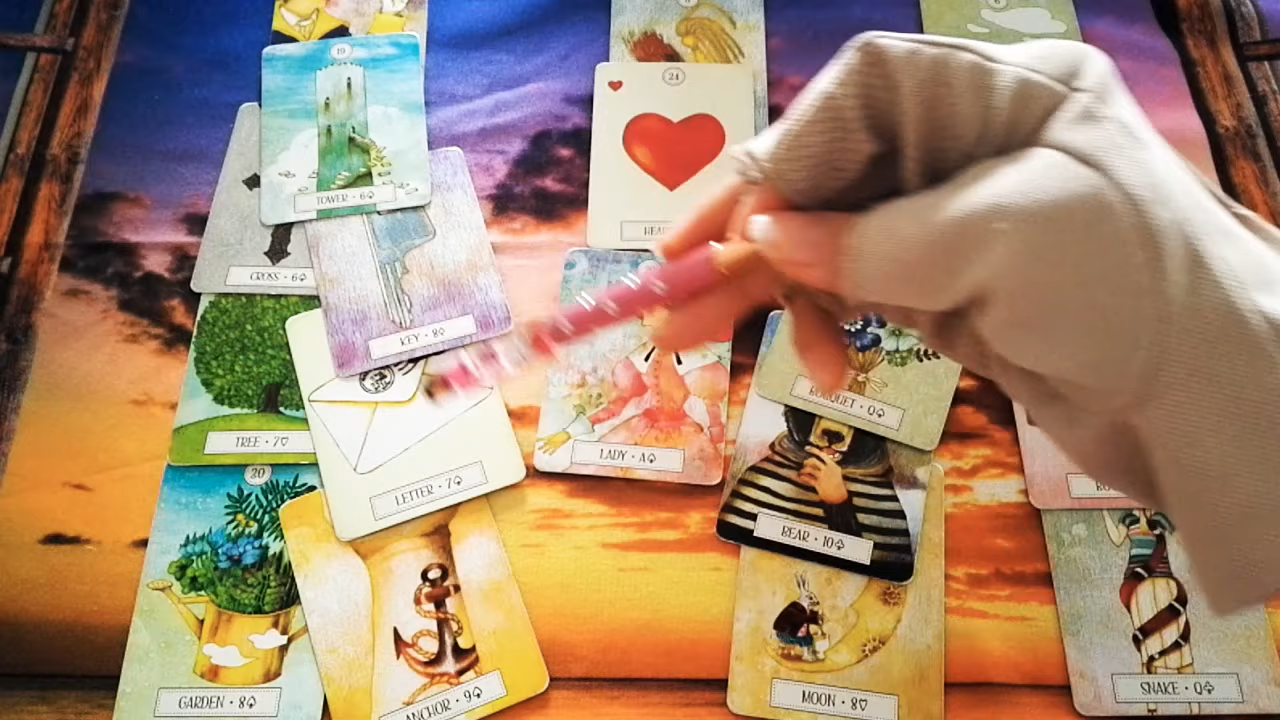 19
TOWER • 6♤
24
HEA
CROSS • 6♧
KEY • 8♢
TREE • 7♡
LETTER • 7♤
LADY • A♤
BOUQUET • Q♤
BEAR • 10♧
20
GARDEN • 8♤
ANCHOR • 9♤
MOON • 8♡
SNAKE • Q♧